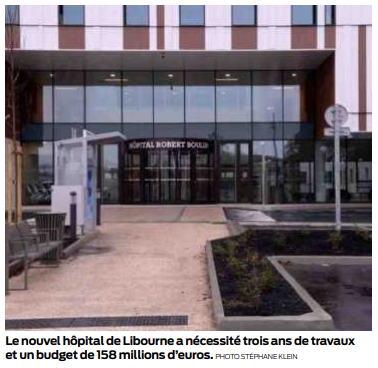 HÔPITAL ROBERT BOULIN
Le nouvel hôpital de Libourne a nécessité trois ans de travaux
et un budget de 158 millions d'euros. PHOTO STÉPHANE KLEIN